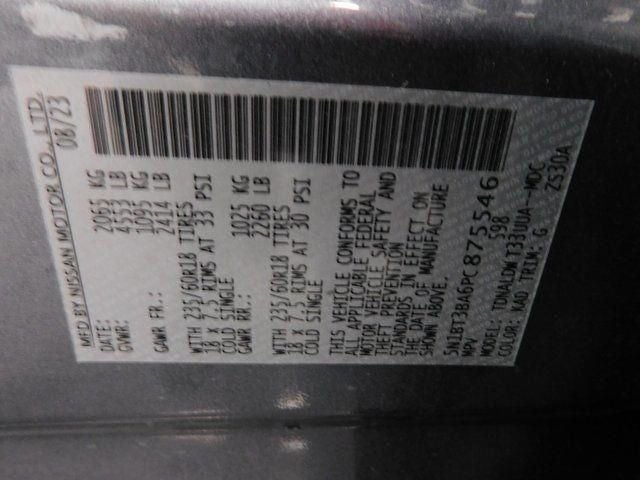 MFD BY NISSAN MOTOR CO., LTD.
DATE: 08/23
GVWR: 2065 KG
4553 LB
GAWR FR.: 1095 KG
2414 LB
WITH 235/60R18 TIRES
18 X 7.5 RIMS AT 33 PSI
COLD SINGLE
GAWR RR.: 1025 KG
2260 LB
WITH 235/60R18 TIRES
18 X 7.5 RIMS AT 30 PSI
COLD SINGLE
THIS VEHICLE CONFORMS TO
ALL APPLICABLE FEDERAL
MOTOR VEHICLE SAFETY AND
THEFT PREVENTION
STANDARDS IN EFFECT ON
THE DATE OF MANUFACTURE
SHOWN ABOVE.
5N1BT3BA6PC875546
MPV 598
MODEL: TDNALDWT33UUA--MDC
COLOR: KAD TRIM: G ZS30A